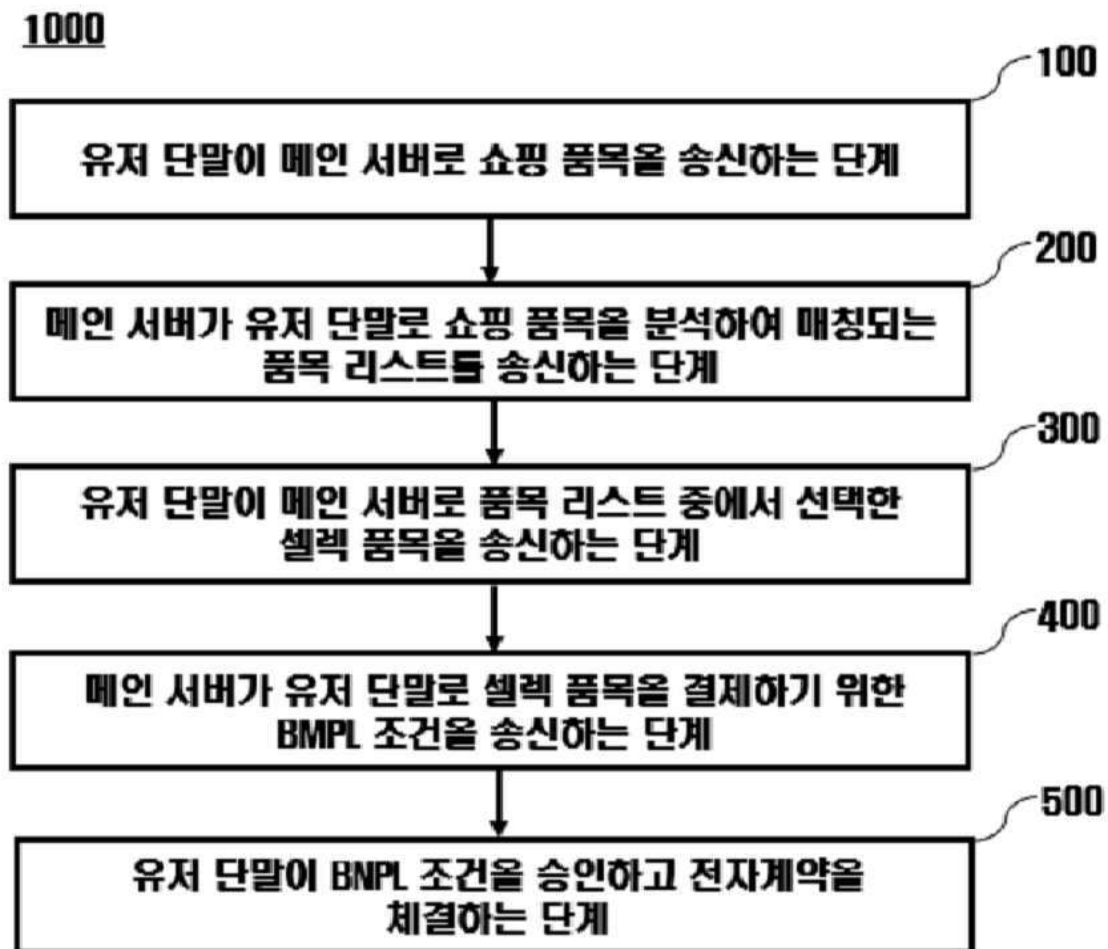 1000
100
유저 단말이 메인 서버로 쇼핑 품목을 송신하는 단계
200
메인 서버가 유저 단말로 쇼핑 품목을 분석하여 매칭되는
품목 리스트를 송신하는 단계
300
유저 단말이 메인 서버로 품목 리스트 중에서 선택한
셀렉 품목을 송신하는 단계
400
메인 서버가 유저 단말로 셀렉 품목을 결제하기 위한
BMPL 조건을 송신하는 단계
500
유저 단말이 BNPL 조건을 승인하고 전자계약을
체결하는 단계